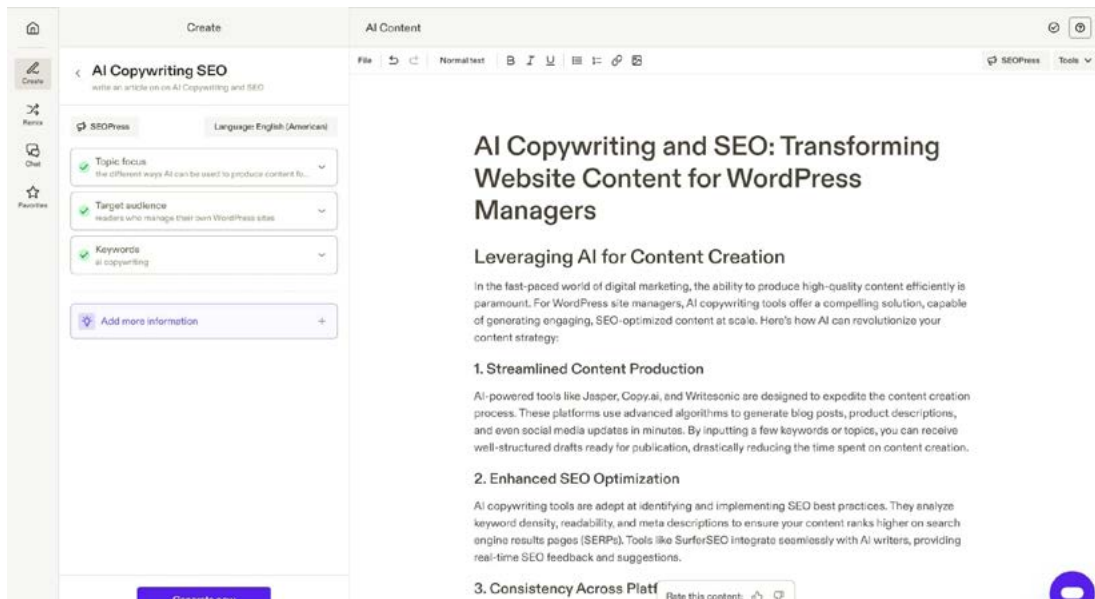 Create
AI Content
Create
Remix
Chat
Favorites
AI Copywriting SEO
write an article on on AI Copywriting and SEO
SEOPress
Language: English (American)
Topic focus
the different ways AI can be used to produce content fo...
Target audience
readers who manage their own WordPress sites
Keywords
ai copywriting
Add more information
Generate now
File
Normal text
B I U
SEOPress
Tools
AI Copywriting and SEO: Transforming
Website Content for WordPress
Managers
Leveraging AI for Content Creation
In the fast-paced world of digital marketing, the ability to produce high-quality content efficiently is
paramount. For WordPress site managers, AI copywriting tools offer a compelling solution, capable
of generating engaging, SEO-optimized content at scale. Here's how AI can revolutionize your
content strategy:
1. Streamlined Content Production
AI-powered tools like Jasper, Copy.ai, and Writesonic are designed to expedite the content creation
process. These platforms use advanced algorithms to generate blog posts, product descriptions,
and even social media updates in minutes. By inputting a few keywords or topics, you can receive
well-structured drafts ready for publication, drastically reducing the time spent on content creation.
2. Enhanced SEO Optimization
AI copywriting tools are adept at identifying and implementing SEO best practices. They analyze
keyword density, readability, and meta descriptions to ensure your content ranks higher on search
engine results pages (SERPs). Tools like SurferSEO integrate seamlessly with AI writers, providing
real-time SEO feedback and suggestions.
3. Consistency Across Platf
Rate this content: